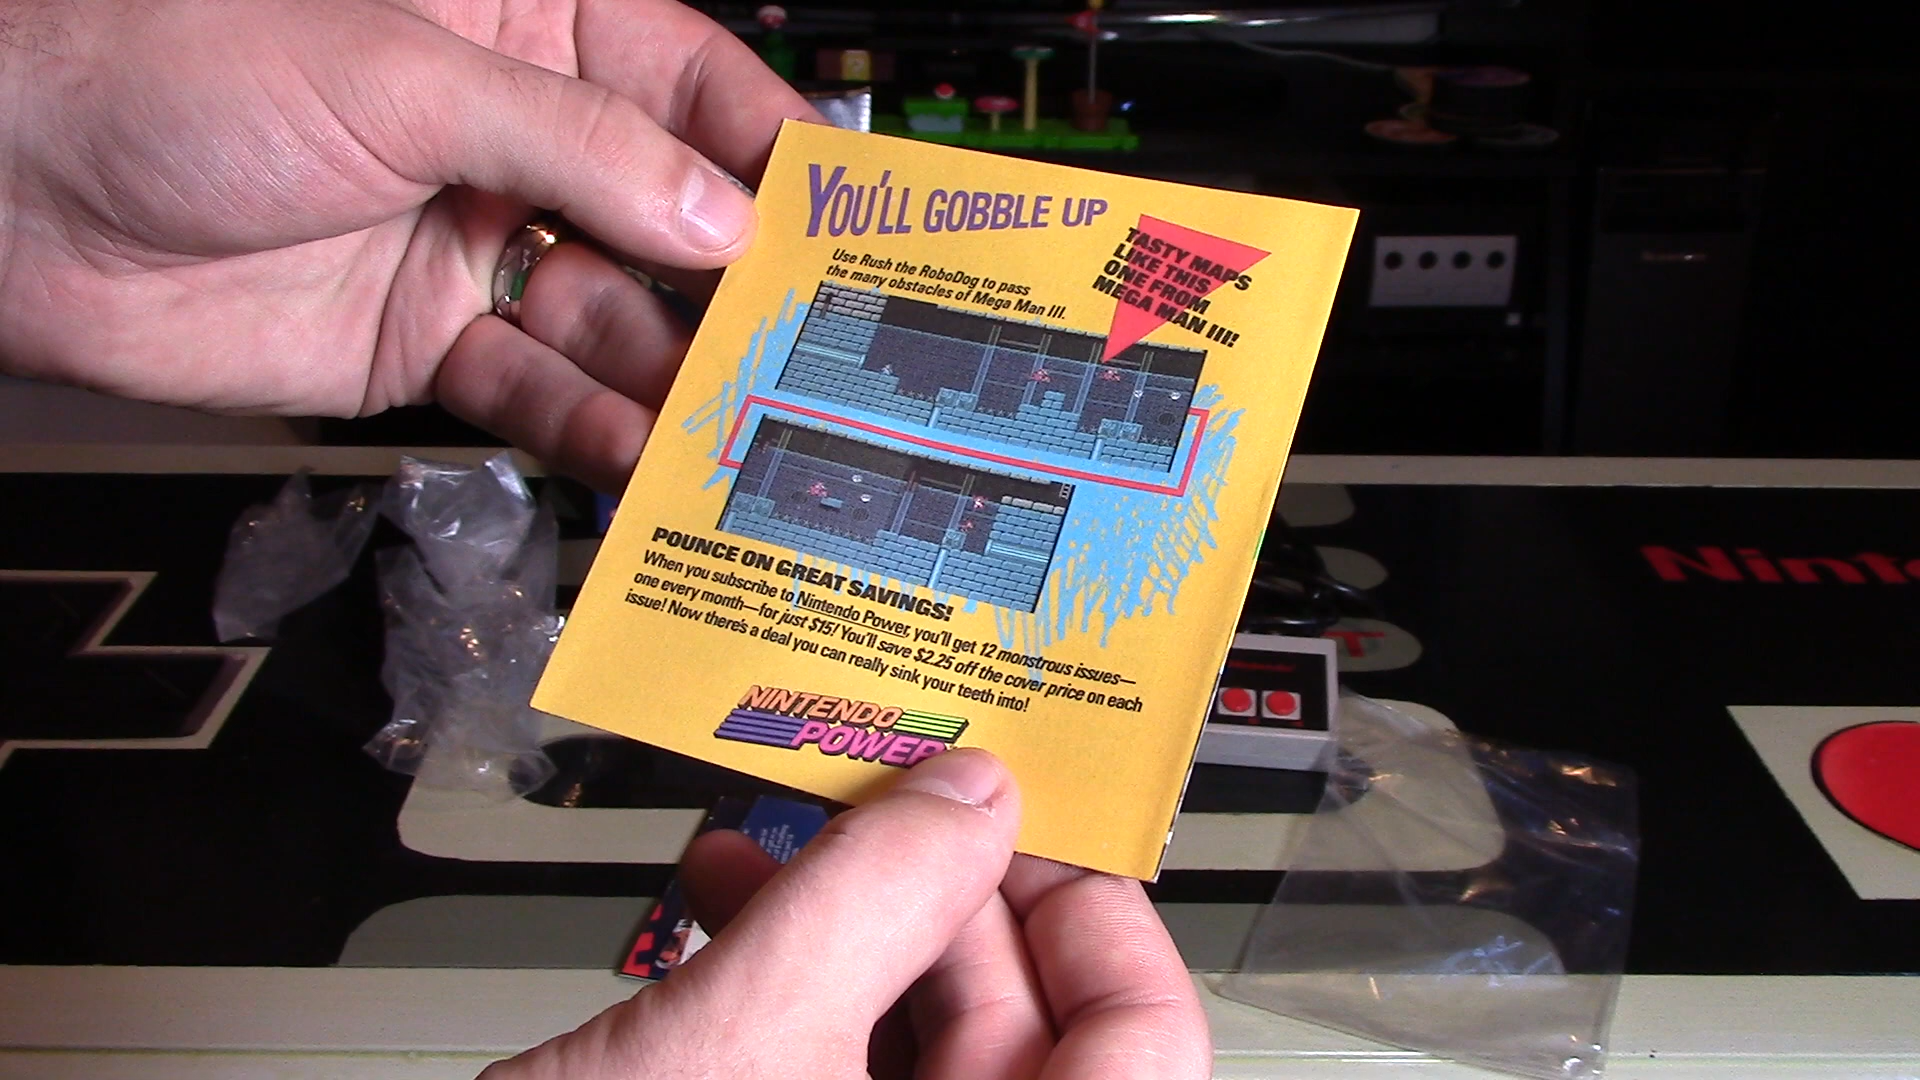 YOU'LL GOBBLE UP
TASTY MAPS
LIKE THIS
ONE FROM
MEGA MAN III!
Use Rush the RoboDog to pass
the many obstacles of Mega Man III.
POUNCE ON GREAT SAVINGS!
When you subscribe to Nintendo Power, you'll get 12 monstrous issues—
one every month—for just $15! You'll save $2.25 off the cover price on each
issue! Now there's a deal you can really sink your teeth into!
NINTENDO
POWER
Nintendo